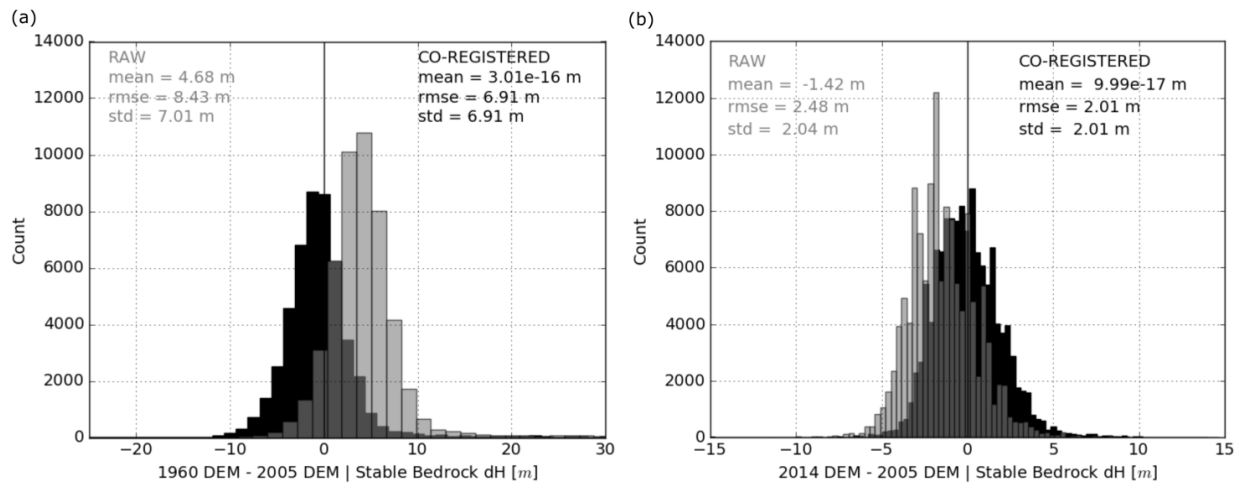 (a)
14000
12000
10000
8000
6000
4000
2000
0
Count
RAW
mean = 4.68 m
rmse = 8.43 m
std = 7.01 m
CO-REGISTERED
mean = 3.01e-16 m
rmse = 6.91 m
std = 6.91 m
−20 −10 0 10 20 30
1960 DEM - 2005 DEM | Stable Bedrock dH [m]
(b)
14000
12000
10000
8000
6000
4000
2000
0
Count
RAW
mean = -1.42 m
rmse = 2.48 m
std = 2.04 m
CO-REGISTERED
mean = 9.99e-17 m
rmse = 2.01 m
std = 2.01 m
−15 −10 −5 0 5 10 15
2014 DEM - 2005 DEM | Stable Bedrock dH [m]